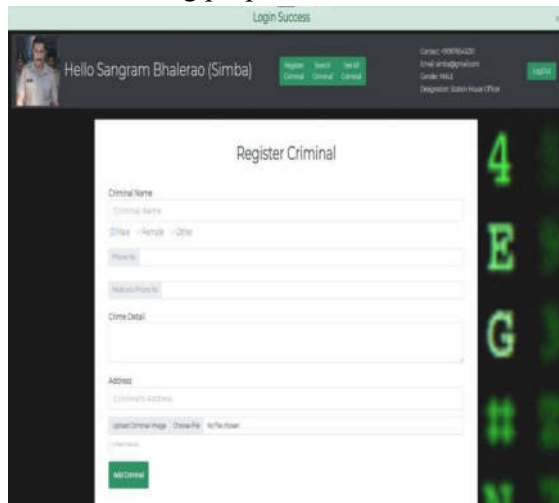 Login Success
Hello Sangram Bhalerao (Simba)
Register Criminal
Search Criminal
See All Criminal
Gender: MALE
Designation: Station House Officer
LogOut
Register Criminal
Criminal Name
Criminal Name
Male Female Other
Phone No
Relative's Phone No
Crime Detail
Address
Criminal's Address
Upload Criminal Image Choose File No file chosen
Add Criminal
4
E
G
#
N